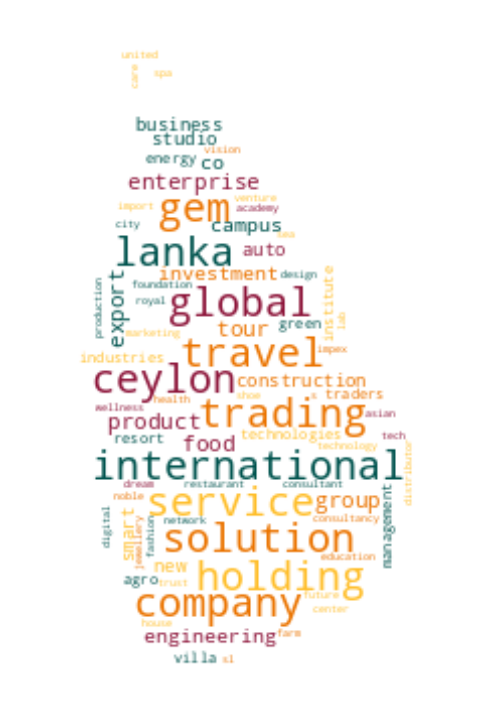 united
care
spa
business
studio
vision
energy co
enterprise
import gem venture
academy
city campus
sea
lanka auto
investment design
export
production
foundation
royal global
institute
lab
tour green
marketing
travel impex
industries
ceylon construction
health shoe s traders
wellness
product trading asian
resort technologies tech
food technology
distributor
international
dream restaurant consultant
noble service group
management
digital
smart
jewellery
fashion
network consultancy
solution
education
new
agro trust holding
future
company center
house
engineering farm
villa sl